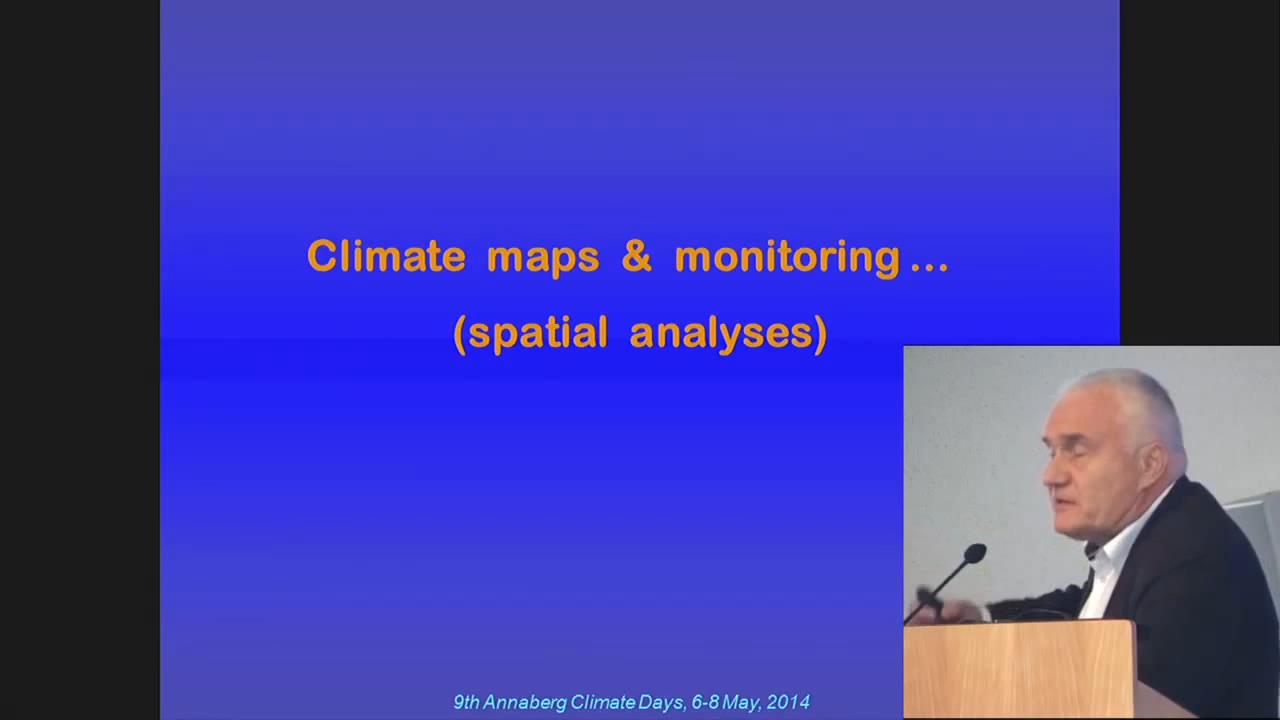 Climate maps & monitoring ...
(spatial analyses)
9th Annaberg Climate Days, 6-8 May, 2014